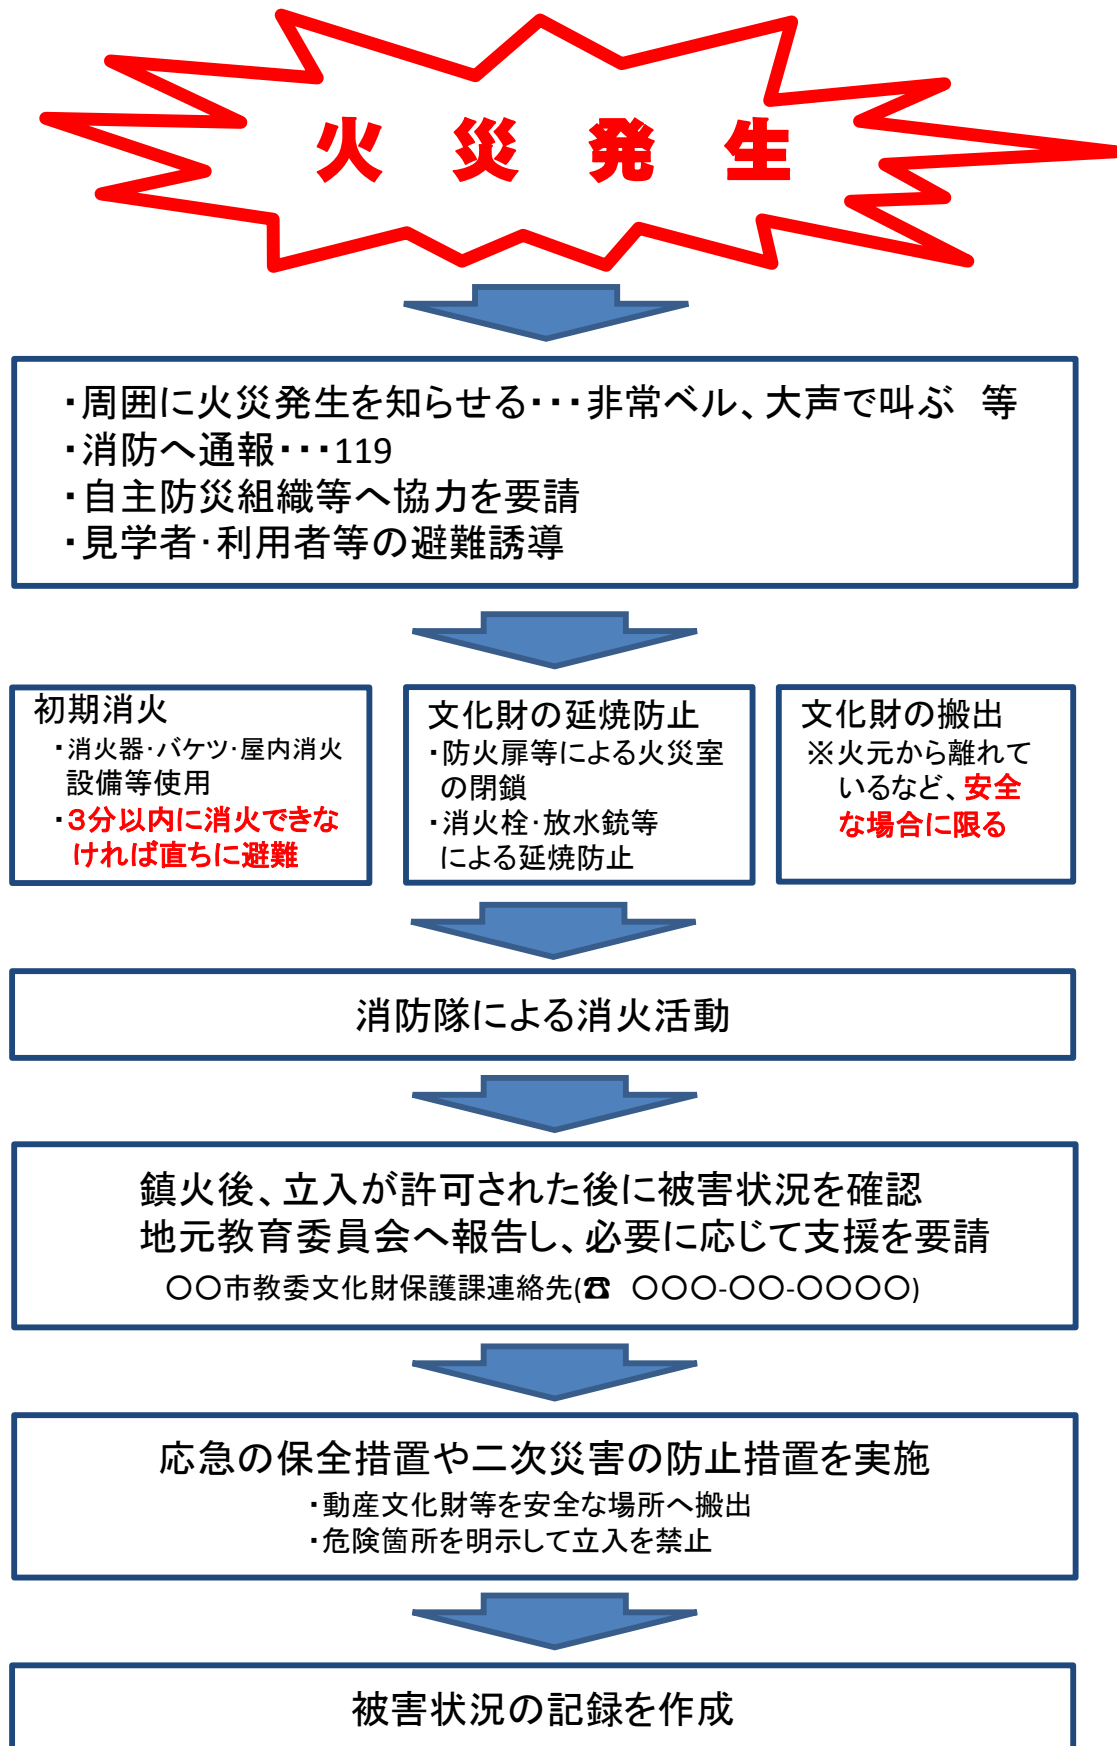 火 災 発 生
・周囲に火災発生を知らせる・・・非常ベル、大声で叫ぶ　等
・消防へ通報・・・119
・自主防災組織等へ協力を要請
・見学者・利用者等の避難誘導
初期消火
・消火器・バケツ・屋内消火
設備等使用
・３分以内に消火できな
ければ直ちに避難
文化財の延焼防止
・防火扉等による火災室
の閉鎖
・消火栓・放水銃等
による延焼防止
文化財の搬出
※火元から離れて
いるなど、安全
な場合に限る
消防隊による消火活動
鎮火後、立入が許可された後に被害状況を確認
地元教育委員会へ報告し、必要に応じて支援を要請
〇〇市教委文化財保護課連絡先(☎　〇〇〇-〇〇-〇〇〇〇)
応急の保全措置や二次災害の防止措置を実施
・動産文化財等を安全な場所へ搬出
・危険箇所を明示して立入を禁止
被害状況の記録を作成